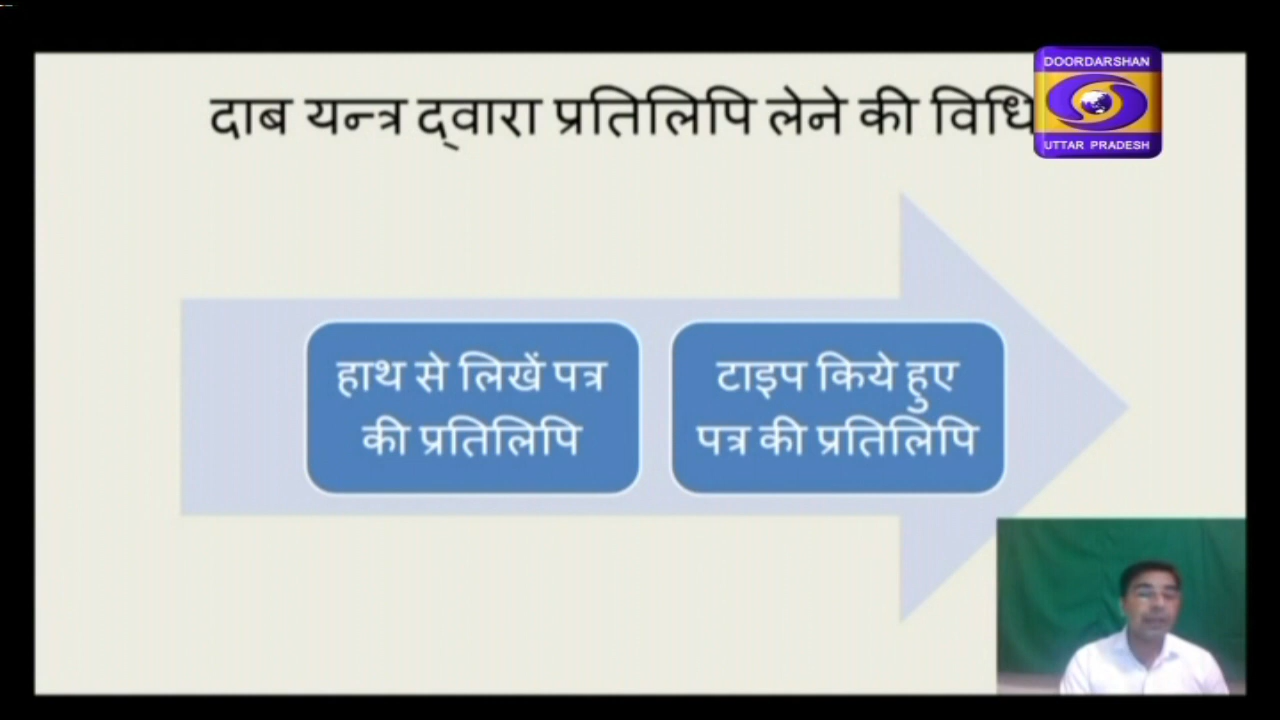 दाब यन्त्र द्वारा प्रतिलिपि लेने की विधि
DOORDARSHAN
UTTAR PRADESH
हाथ से लिखें पत्र
की प्रतिलिपि
टाइप किये हुए
पत्र की प्रतिलिपि